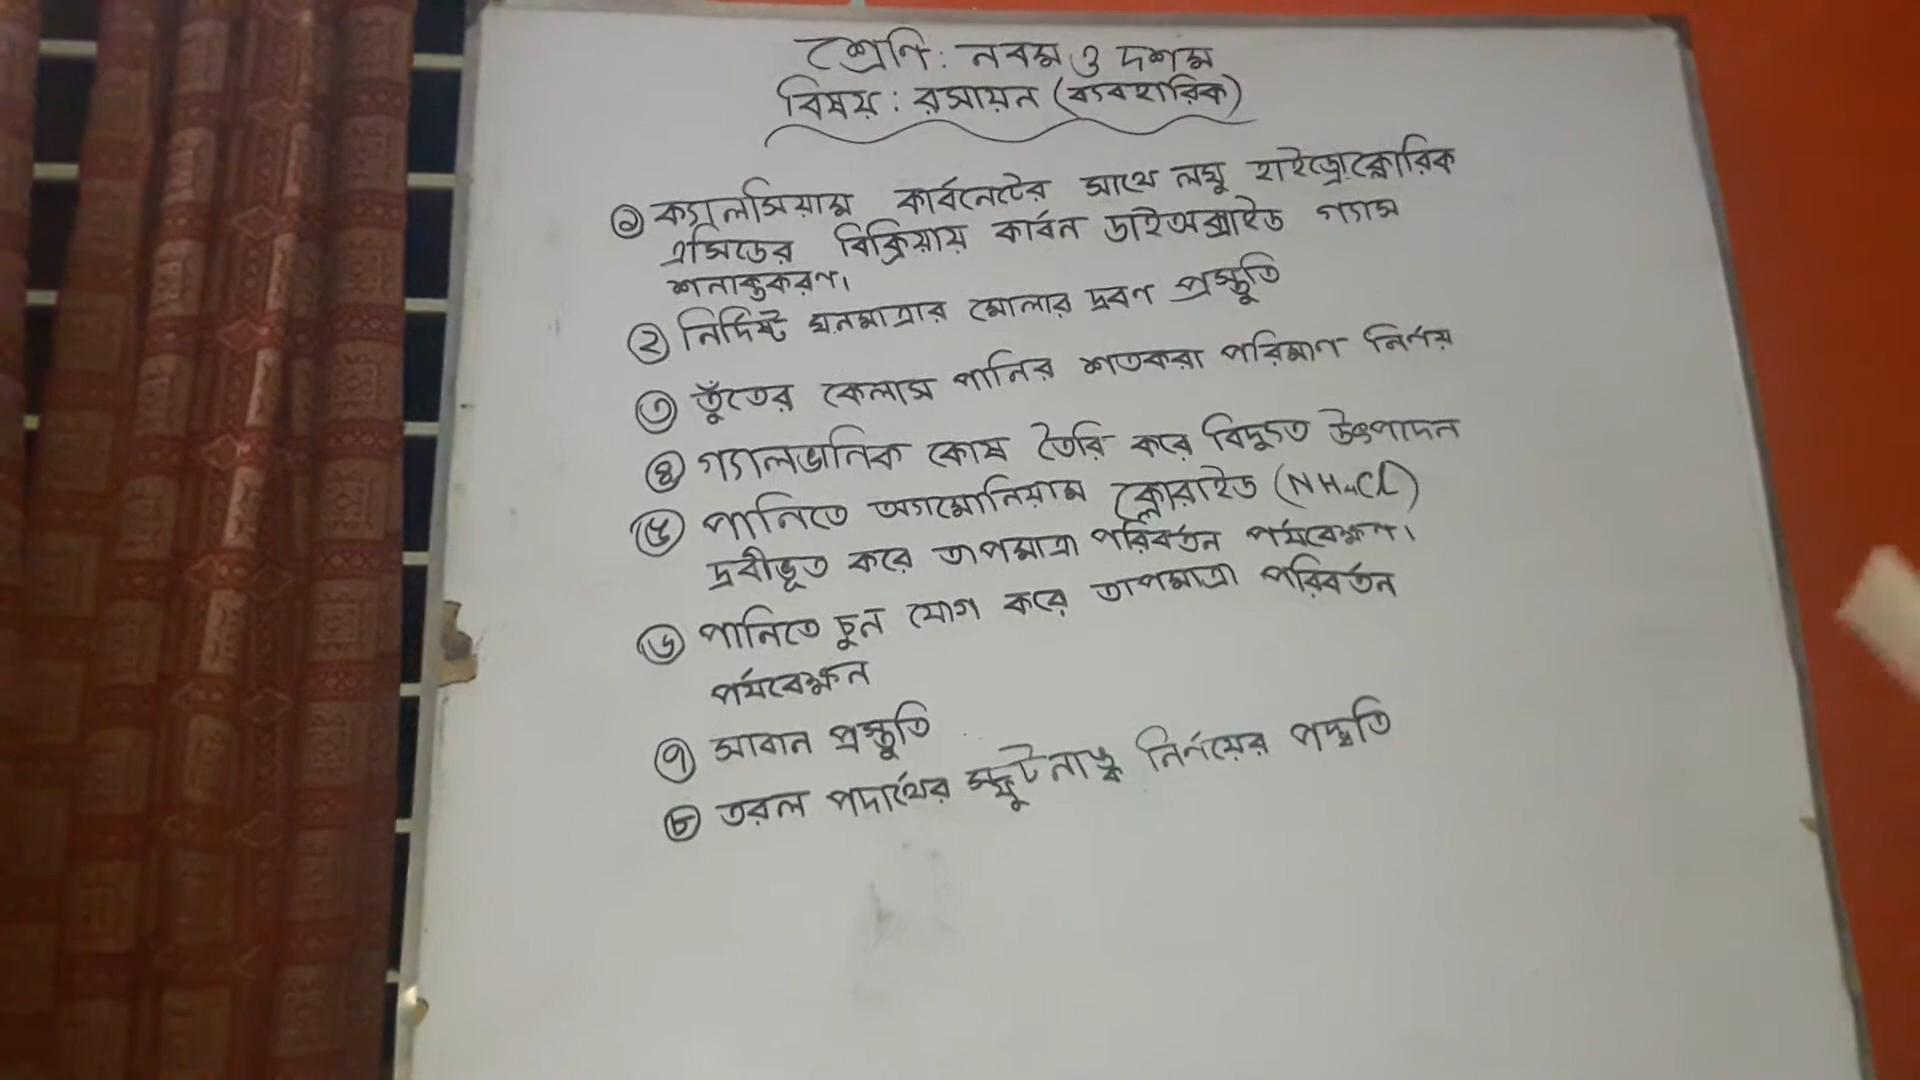 শ্রেণি: নবম ও দশম
বিষয়: রসায়ন (ব্যবহারিক)
① ক্যালসিয়াম কার্বনেটের সাথে লঘু হাইড্রোক্লোরিক
এসিডের বিক্রিয়ায় কার্বন ডাইঅক্সাইড গ্যাস
শনাক্তকরণ।
② নির্দিষ্ট ঘনমাত্রার মোলার দ্রবণ প্রস্তুতি
③ তুঁতের কেলাস পানির শতকরা পরিমাণ নির্ণয়
④ গ্যালভানিক কোষ তৈরি করে বিদ্যুত উৎপাদন
⑤ পানিতে অ্যামোনিয়াম ক্লোরাইড (NH₄Cl)
দ্রবীভূত করে তাপমাত্রা পরিবর্তন পর্যবেক্ষণ।
⑥ পানিতে চুন যোগ করে তাপমাত্রা পরিবর্তন
পর্যবেক্ষন
⑦ সাবান প্রস্তুতি
⑧ তরল পদার্থের স্ফুটনাঙ্ক নির্নয়ের পদ্ধতি